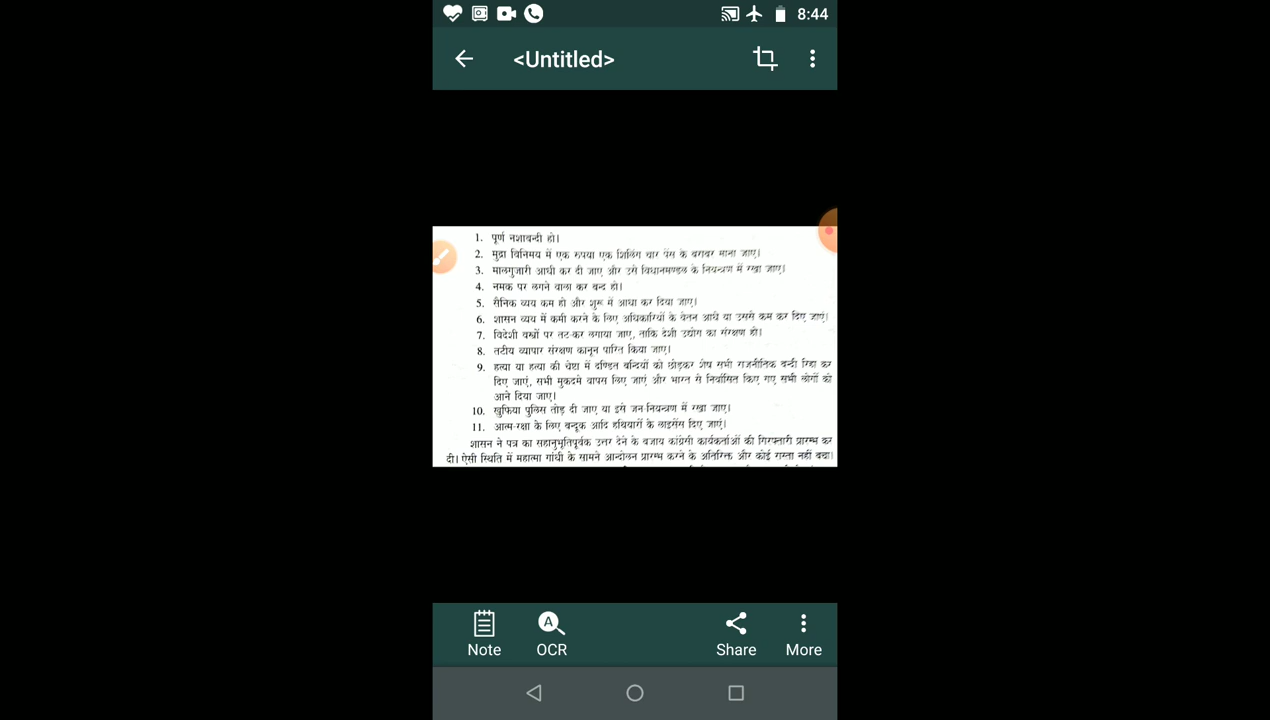 8:44
<Untitled>
1. पूर्ण नशाबन्दी हो।
2. मुद्रा विनिमय में एक रुपया एक शिलिंग चार पेंस के बराबर माना जाए।
3. मालगुजारी आधी कर दी जाए और उसे विधानमण्डल के नियन्त्रण में रखा जाए।
4. नमक पर लगने वाला कर बन्द हो।
5. सैनिक व्यय कम हो और शुरू में आधा कर दिया जाए।
6. शासन व्यय में कमी करने के लिए अधिकारियों के वेतन आधे या उससे कम कर दिए जाएं।
7. विदेशी वस्त्रों पर तट-कर लगाया जाए, ताकि देशी उद्योग का संरक्षण हो।
8. तटीय व्यापार संरक्षण कानून पारित किया जाए।
9. हत्या या हत्या की चेष्टा में दण्डित बन्दियों को छोड़कर शेष सभी राजनीतिक बन्दी रिहा कर
दिए जाएं, सभी मुकदमे वापस लिए जाएं और भारत से निर्वासित किए गए सभी लोगों को
आने दिया जाए।
10. खुफिया पुलिस तोड़ दी जाए या इसे जन-नियन्त्रण में रखा जाए।
11. आत्म-रक्षा के लिए बन्दूक आदि हथियारों के लाइसेंस दिए जाएं।
शासन ने पत्र का सहानुभूतिपूर्वक उत्तर देने के बजाय कांग्रेसी कार्यकर्ताओं की गिरफ्तारी प्रारम्भ कर
दी। ऐसी स्थिति में महात्मा गांधी के सामने आन्दोलन प्रारम्भ करने के अतिरिक्त और कोई रास्ता नहीं बचा।
A
Note OCR Share More